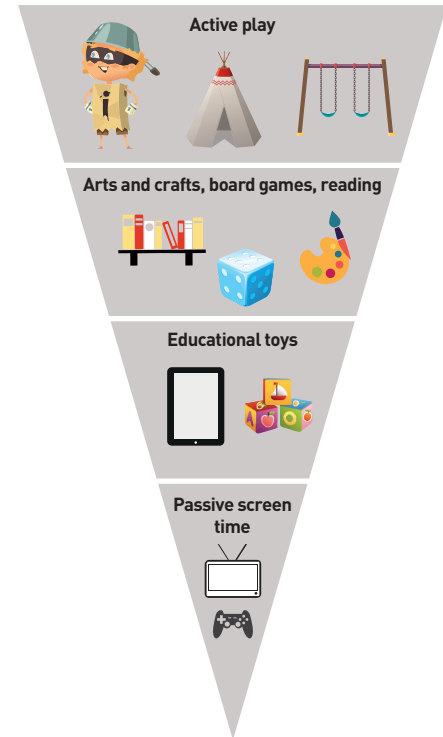 Active play
Arts and crafts, board games, reading
Educational toys
Passive screen
time